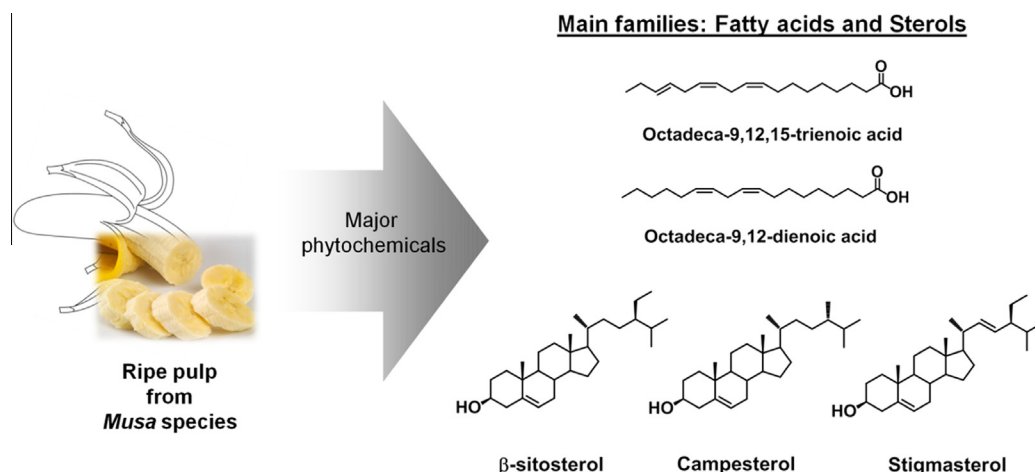 Main families: Fatty acids and Sterols
O
OH
Octadeca-9,12,15-trienoic acid
O
OH
Octadeca-9,12-dienoic acid
Major
phytochemicals
Ripe pulp
from
Musa species
HO
HO
HO
β-sitosterol
Campesterol
Stigmasterol